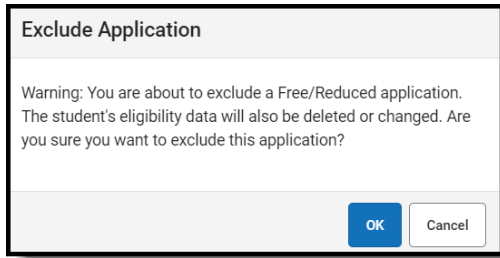 Exclude Application
Warning: You are about to exclude a Free/Reduced application.
The student's eligibility data will also be deleted or changed. Are
you sure you want to exclude this application?
OK
Cancel